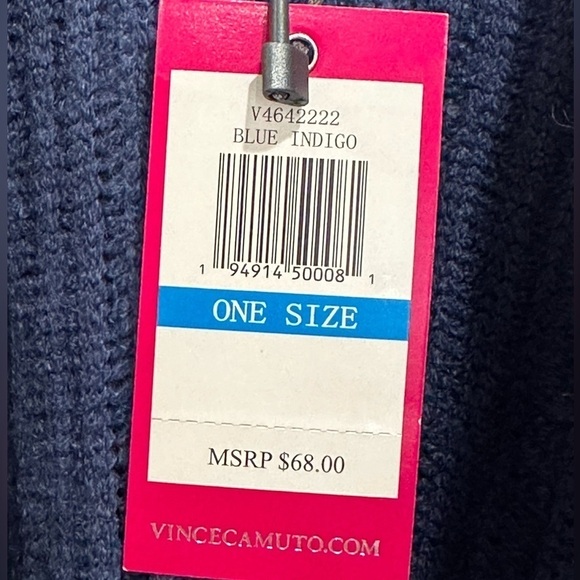 V4642222
BLUE INDIGO
1 94914 50008 1
ONE SIZE
MSRP $68.00
VINCECAMUTO.COM